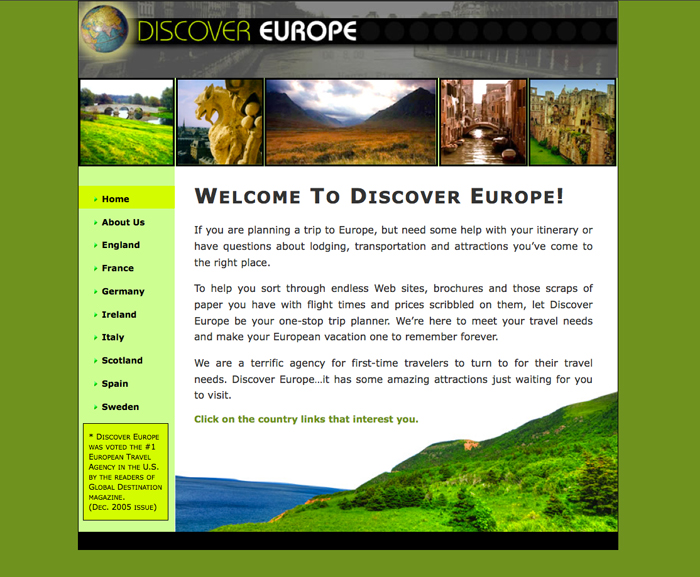 DISCOVER EUROPE
Home
About Us
England
France
Germany
Ireland
Italy
Scotland
Spain
Sweden
* Discover Europe
was voted the #1
European Travel
Agency in the U.S.
by the readers of
Global Destination
magazine.
(Dec. 2005 issue)
Welcome To Discover Europe!
If you are planning a trip to Europe, but need some help with your itinerary or
have questions about lodging, transportation and attractions you've come to
the right place.
To help you sort through endless Web sites, brochures and those scraps of
paper you have with flight times and prices scribbled on them, let Discover
Europe be your one-stop trip planner. We're here to meet your travel needs
and make your European vacation one to remember forever.
We are a terrific agency for first-time travelers to turn to for their travel
needs. Discover Europe…it has some amazing attractions just waiting for you
to visit.
Click on the country links that interest you.